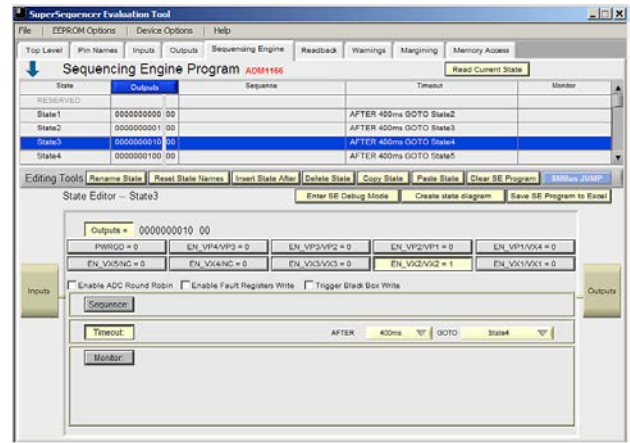 SuperSequencer Evaluation Tool
File EEPROM Options Device Options Help
Top Level Pin Names Inputs Outputs Sequencing Engine Readback Warnings Margining Memory Access
Sequencing Engine Program ADM1166 Read Current State
State Outputs Sequence Timeout Monitor
RESERVED
State1 0000000000 00 AFTER 400ms GOTO State2
State2 0000000001 00 AFTER 400ms GOTO State3
State3 0000000010 00 AFTER 400ms GOTO State4
State4 0000000100 00 AFTER 400ms GOTO State5
Editing Tools Rename State Reset State Names Insert State After Delete State Copy State Paste State Clear SE Program SMBus JUMP
State Editor -- State3 Enter SE Debug Mode Create state diagram Save SE Program to Excel
Outputs = 0000000010 00
PWRGD = 0 EN_VP4/VP3 = 0 EN_VP3/VP2 = 0 EN_VP2/VP1 = 0 EN_VP1/VX4 = 0
EN_VX5/NC = 0 EN_VX4/NC = 0 EN_VX3/VX3 = 0 EN_VX2/VX2 = 1 EN_VX1/VX1 = 0
Enable ADC Round Robin Enable Fault Registers Write Trigger Black Box Write
Inputs Outputs
Sequence:
Timeout: AFTER 400ms GOTO State4
Monitor: